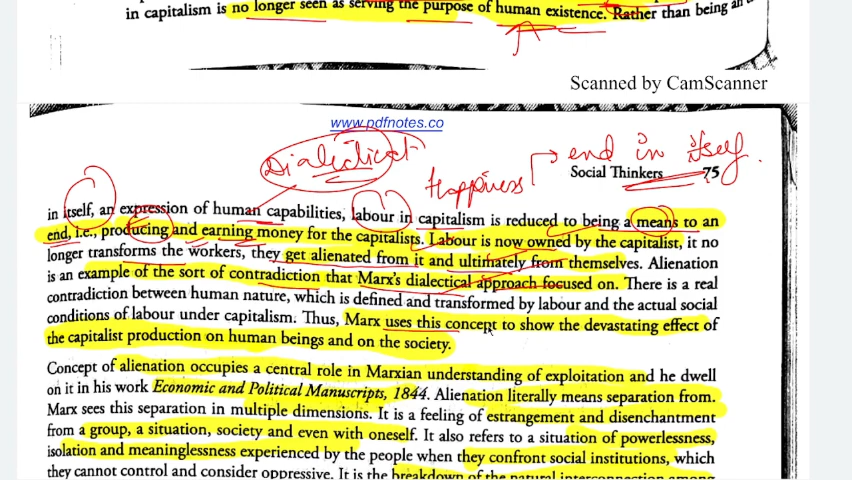 in capitalism is no longer seen as serving the purpose of human existence. Rather than being an
Scanned by CamScanner
www.pdfnotes.co
Dialectical
Happiness
end in itself.
Social Thinkers 75
in itself, an expression of human capabilities, labour in capitalism is reduced to being a means to an
end, i.e., producing and earning money for the capitalists. Labour is now owned by the capitalist, it no
longer transforms the workers, they get alienated from it and ultimately from themselves. Alienation
is an example of the sort of contradiction that Marx's dialectical approach focused on. There is a real
contradiction between human nature, which is defined and transformed by labour and the actual social
conditions of labour under capitalism. Thus, Marx uses this concept to show the devastating effect of
the capitalist production on human beings and on the society.
Concept of alienation occupies a central role in Marxian understanding of exploitation and he dwell
on it in his work Economic and Political Manuscripts, 1844. Alienation literally means separation from.
Marx sees this separation in multiple dimensions. It is a feeling of estrangement and disenchantment
from a group, a situation, society and even with oneself. It also refers to a situation of powerlessness,
isolation and meaninglessness experienced by the people when they confront social institutions, which
they cannot control and consider oppressive. It is the breakdown of the natural interconnection among